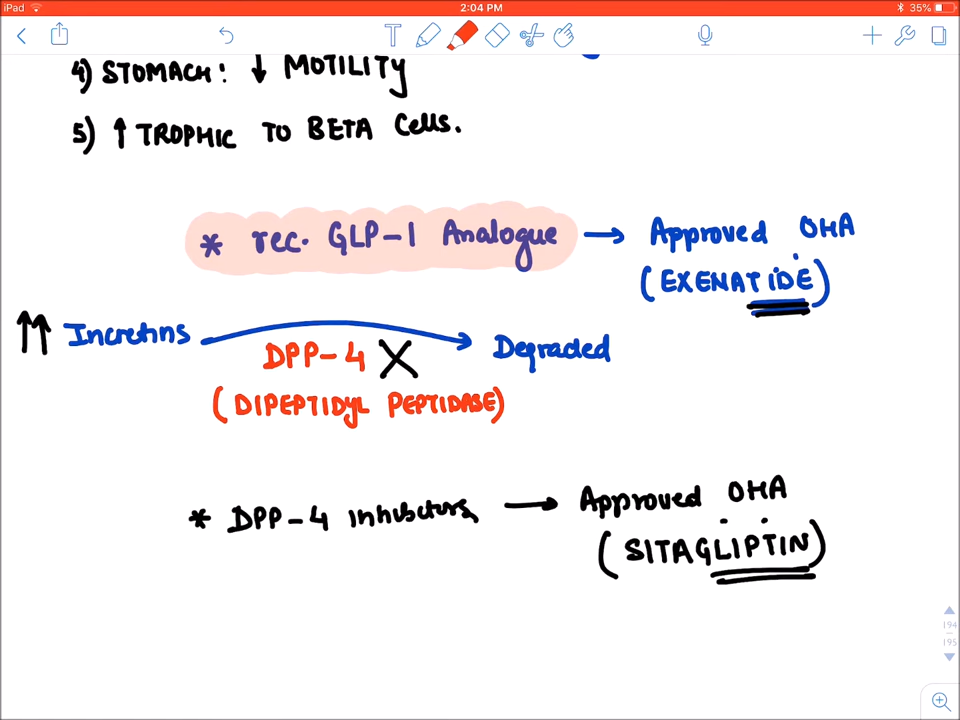 iPad 2:04 PM 35%
T
4) STOMACH: ↓ MOTILITY
5) ↑ TROPHIC TO BETA Cells.
* rec. GLP-1 Analogue → Approved OHA
(EXENATIDE)
↑↑ Incretins → Degraded
DPP-4 X
(DIPEPTIDYL PEPTIDASE)
* DPP-4 Inhibitors → Approved OHA
(SITAGLIPTIN)
194
195